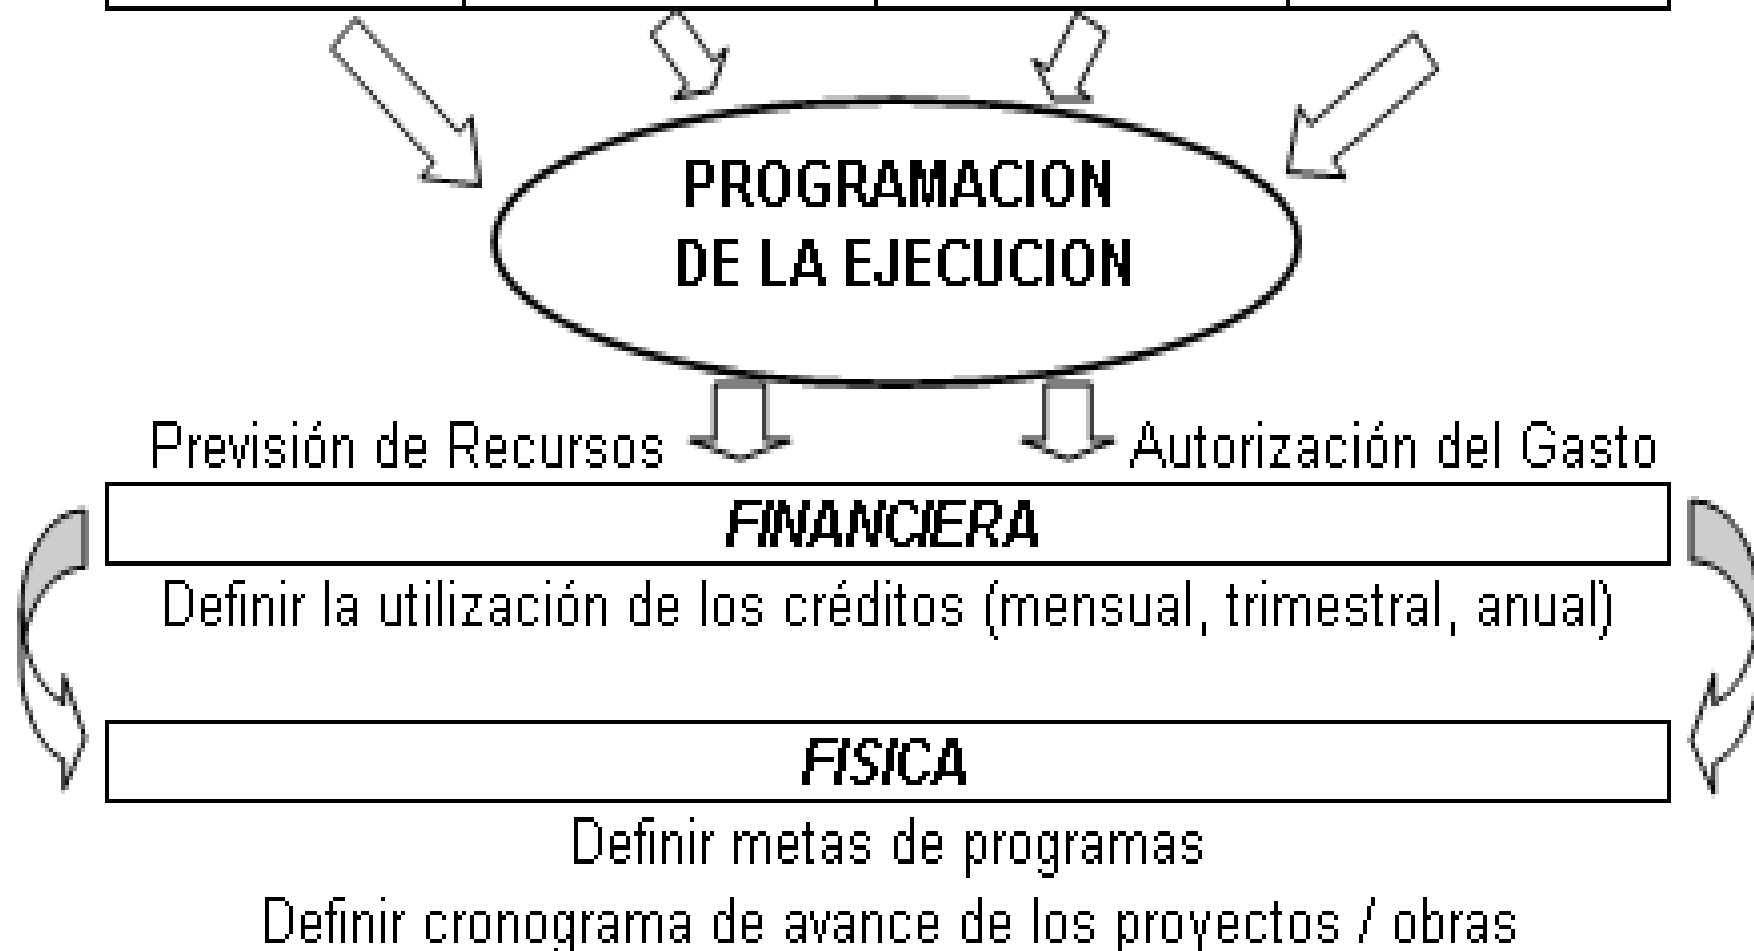 PROGRAMACION
DE LA EJECUCION
Previsión de Recursos
Autorización del Gasto
FINANCIERA
Definir la utilización de los créditos (mensual, trimestral, anual)
FISICA
Definir metas de programas
Definir cronograma de avance de los proyectos / obras